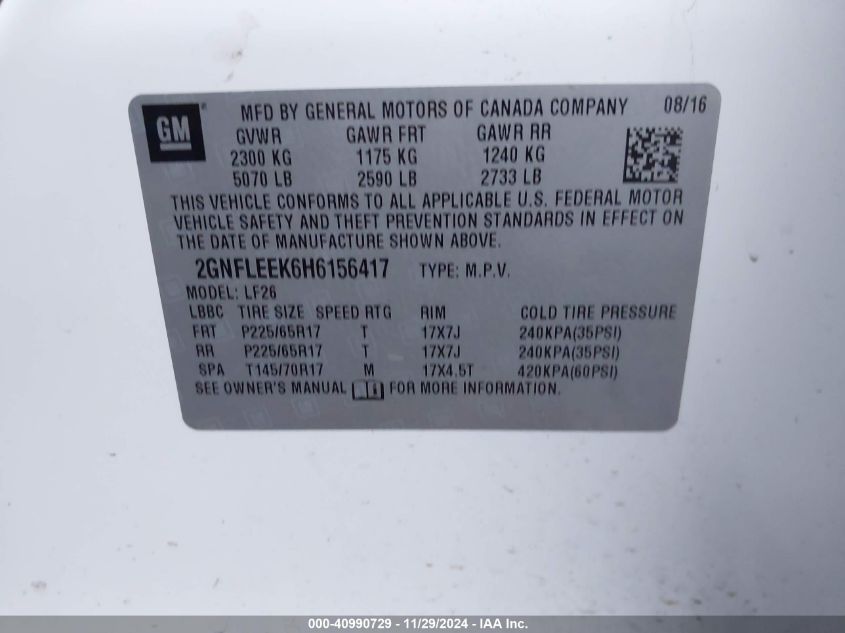 GM ® MFD BY GENERAL MOTORS OF CANADA COMPANY 08/16
GVWR GAWR FRT GAWR RR
2300 KG 1175 KG 1240 KG
5070 LB 2590 LB 2733 LB
THIS VEHICLE CONFORMS TO ALL APPLICABLE U.S. FEDERAL MOTOR
VEHICLE SAFETY AND THEFT PREVENTION STANDARDS IN EFFECT ON
THE DATE OF MANUFACTURE SHOWN ABOVE.
2GNFLEEK6H6156417 TYPE: M.P.V.
MODEL: LF26
LBBC TIRE SIZE SPEED RTG RIM COLD TIRE PRESSURE
FRT P225/65R17 T 17X7J 240KPA(35PSI)
RR P225/65R17 T 17X7J 240KPA(35PSI)
SPA T145/70R17 M 17X4.5T 420KPA(60PSI)
SEE OWNER'S MANUAL FOR MORE INFORMATION.
000-40990729 - 11/29/2024 - IAA Inc.